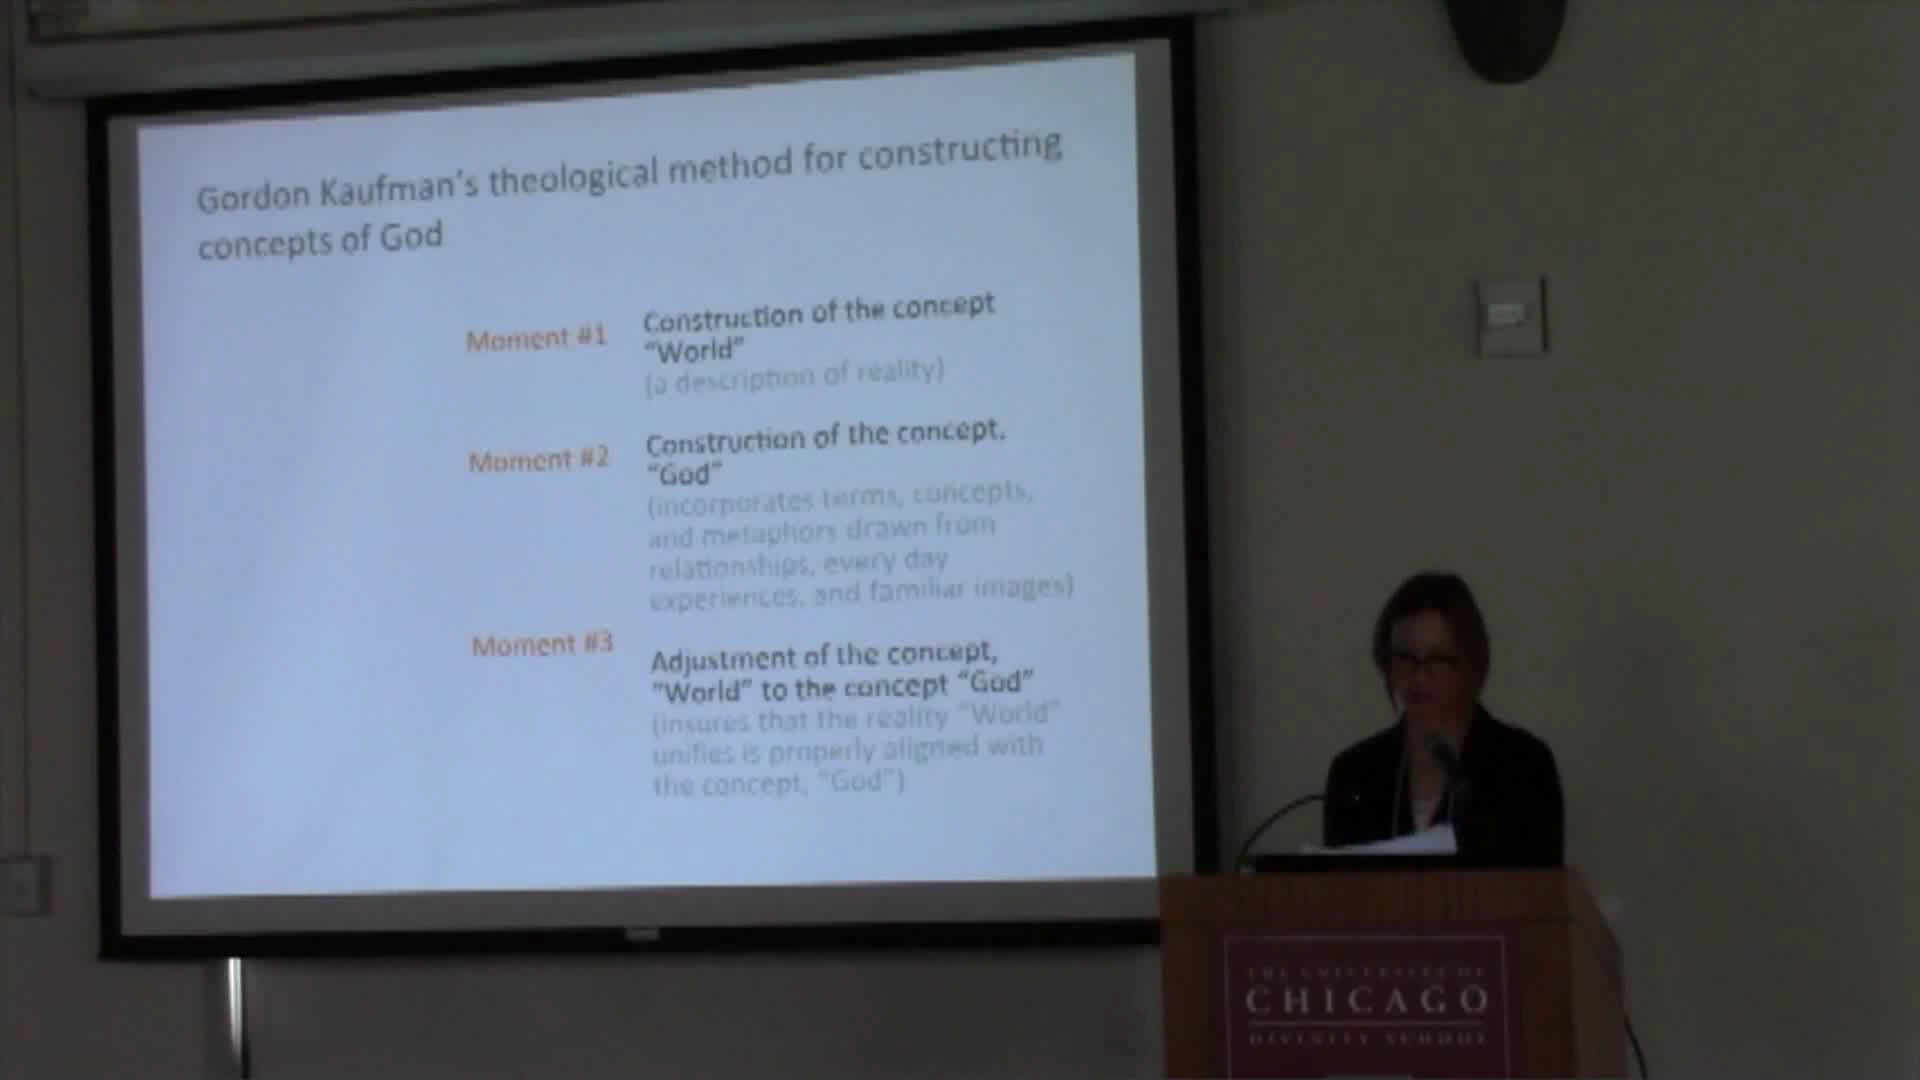 Gordon Kaufman's theological method for constructing
concepts of God
Moment #1
Construction of the concept
“World”
(a description of reality)
Moment #2
Construction of the concept,
“God”
(incorporates terms, concepts,
and metaphors drawn from
relationships, every day
experiences, and familiar images)
Moment #3
Adjustment of the concept,
“World” to the concept “God”
(insures that the reality “World”
unifies is properly aligned with
the concept, “God”)
THE UNIVERSITY OF
CHICAGO
DIVINITY SCHOOL